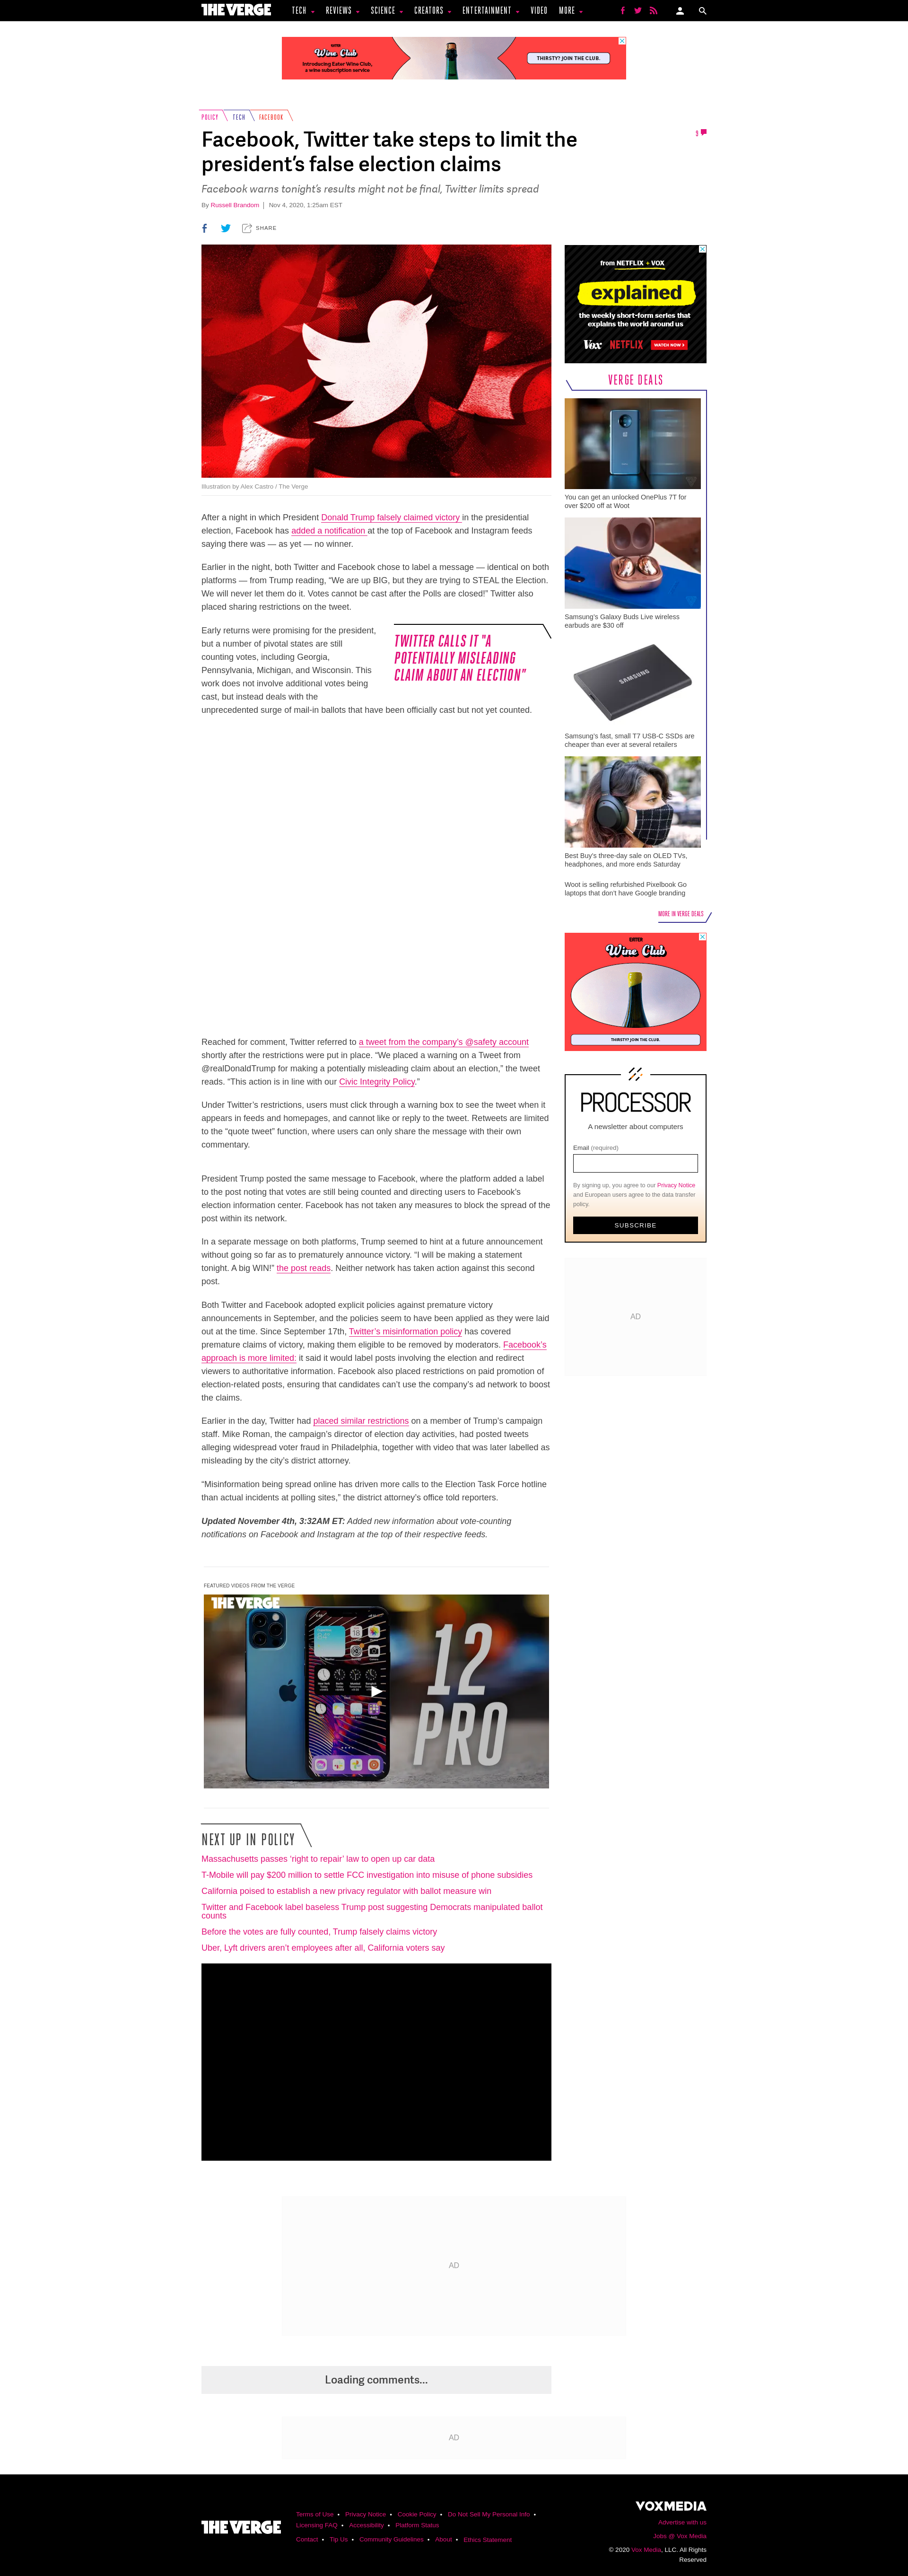 THE VERGE
TECH
REVIEWS
SCIENCE
CREATORS
ENTERTAINMENT
VIDEO
MORE
EATER
Wine Club
Introducing Eater Wine Club,
a wine subscription service
THIRSTY? JOIN THE CLUB.
POLICY
TECH
FACEBOOK
Facebook, Twitter take steps to limit the
president’s false election claims
9
Facebook warns tonight’s results might not be final, Twitter limits spread
By Russell Brandom | Nov 4, 2020, 1:25am EST
SHARE
Illustration by Alex Castro / The Verge
After a night in which President Donald Trump falsely claimed victory in the presidential
election, Facebook has added a notification at the top of Facebook and Instagram feeds
saying there was — as yet — no winner.
Earlier in the night, both Twitter and Facebook chose to label a message — identical on both
platforms — from Trump reading, “We are up BIG, but they are trying to STEAL the Election.
We will never let them do it. Votes cannot be cast after the Polls are closed!” Twitter also
placed sharing restrictions on the tweet.
Early returns were promising for the president,
but a number of pivotal states are still
counting votes, including Georgia,
Pennsylvania, Michigan, and Wisconsin. This
work does not involve additional votes being
cast, but instead deals with the
unprecedented surge of mail-in ballots that have been officially cast but not yet counted.
TWITTER CALLS IT "A
POTENTIALLY MISLEADING
CLAIM ABOUT AN ELECTION”
Reached for comment, Twitter referred to a tweet from the company’s @safety account
shortly after the restrictions were put in place. “We placed a warning on a Tweet from
@realDonaldTrump for making a potentially misleading claim about an election,” the tweet
reads. “This action is in line with our Civic Integrity Policy.”
Under Twitter’s restrictions, users must click through a warning box to see the tweet when it
appears in feeds and homepages, and cannot like or reply to the tweet. Retweets are limited
to the “quote tweet” function, where users can only share the message with their own
commentary.
President Trump posted the same message to Facebook, where the platform added a label
to the post noting that votes are still being counted and directing users to Facebook’s
election information center. Facebook has not taken any measures to block the spread of the
post within its network.
In a separate message on both platforms, Trump seemed to hint at a future announcement
without going so far as to prematurely announce victory. “I will be making a statement
tonight. A big WIN!” the post reads. Neither network has taken action against this second
post.
Both Twitter and Facebook adopted explicit policies against premature victory
announcements in September, and the policies seem to have been applied as they were laid
out at the time. Since September 17th, Twitter’s misinformation policy has covered
premature claims of victory, making them eligible to be removed by moderators. Facebook’s
approach is more limited: it said it would label posts involving the election and redirect
viewers to authoritative information. Facebook also placed restrictions on paid promotion of
election-related posts, ensuring that candidates can’t use the company’s ad network to boost
the claims.
Earlier in the day, Twitter had placed similar restrictions on a member of Trump’s campaign
staff. Mike Roman, the campaign’s director of election day activities, had posted tweets
alleging widespread voter fraud in Philadelphia, together with video that was later labelled as
misleading by the city’s district attorney.
“Misinformation being spread online has driven more calls to the Election Task Force hotline
than actual incidents at polling sites,” the district attorney’s office told reporters.
Updated November 4th, 3:32AM ET: Added new information about vote-counting
notifications on Facebook and Instagram at the top of their respective feeds.
FEATURED VIDEOS FROM THE VERGE
THE VERGE
12
PRO
NEXT UP IN POLICY
Massachusetts passes ‘right to repair’ law to open up car data
T-Mobile will pay $200 million to settle FCC investigation into misuse of phone subsidies
California poised to establish a new privacy regulator with ballot measure win
Twitter and Facebook label baseless Trump post suggesting Democrats manipulated ballot
counts
Before the votes are fully counted, Trump falsely claims victory
Uber, Lyft drivers aren’t employees after all, California voters say
from NETFLIX + VOX
explained
the weekly short-form series that
explains the world around us
Vox
NETFLIX
WATCH NOW
VERGE DEALS
You can get an unlocked OnePlus 7T for
over $200 off at Woot
Samsung’s Galaxy Buds Live wireless
earbuds are $30 off
SAMSUNG
Samsung’s fast, small T7 USB-C SSDs are
cheaper than ever at several retailers
Best Buy’s three-day sale on OLED TVs,
headphones, and more ends Saturday
Woot is selling refurbished Pixelbook Go
laptops that don’t have Google branding
MORE IN VERGE DEALS
EATER
Wine Club
THIRSTY? JOIN THE CLUB.
PROCESSOR
A newsletter about computers
Email (required)
By signing up, you agree to our Privacy Notice
and European users agree to the data transfer
policy.
SUBSCRIBE
AD
AD
Loading comments...
AD
THE VERGE
Terms of Use • Privacy Notice • Cookie Policy • Do Not Sell My Personal Info •
Licensing FAQ • Accessibility • Platform Status
Contact • Tip Us • Community Guidelines • About • Ethics Statement
VOXMEDIA
Advertise with us
Jobs @ Vox Media
© 2020 Vox Media, LLC. All Rights
Reserved